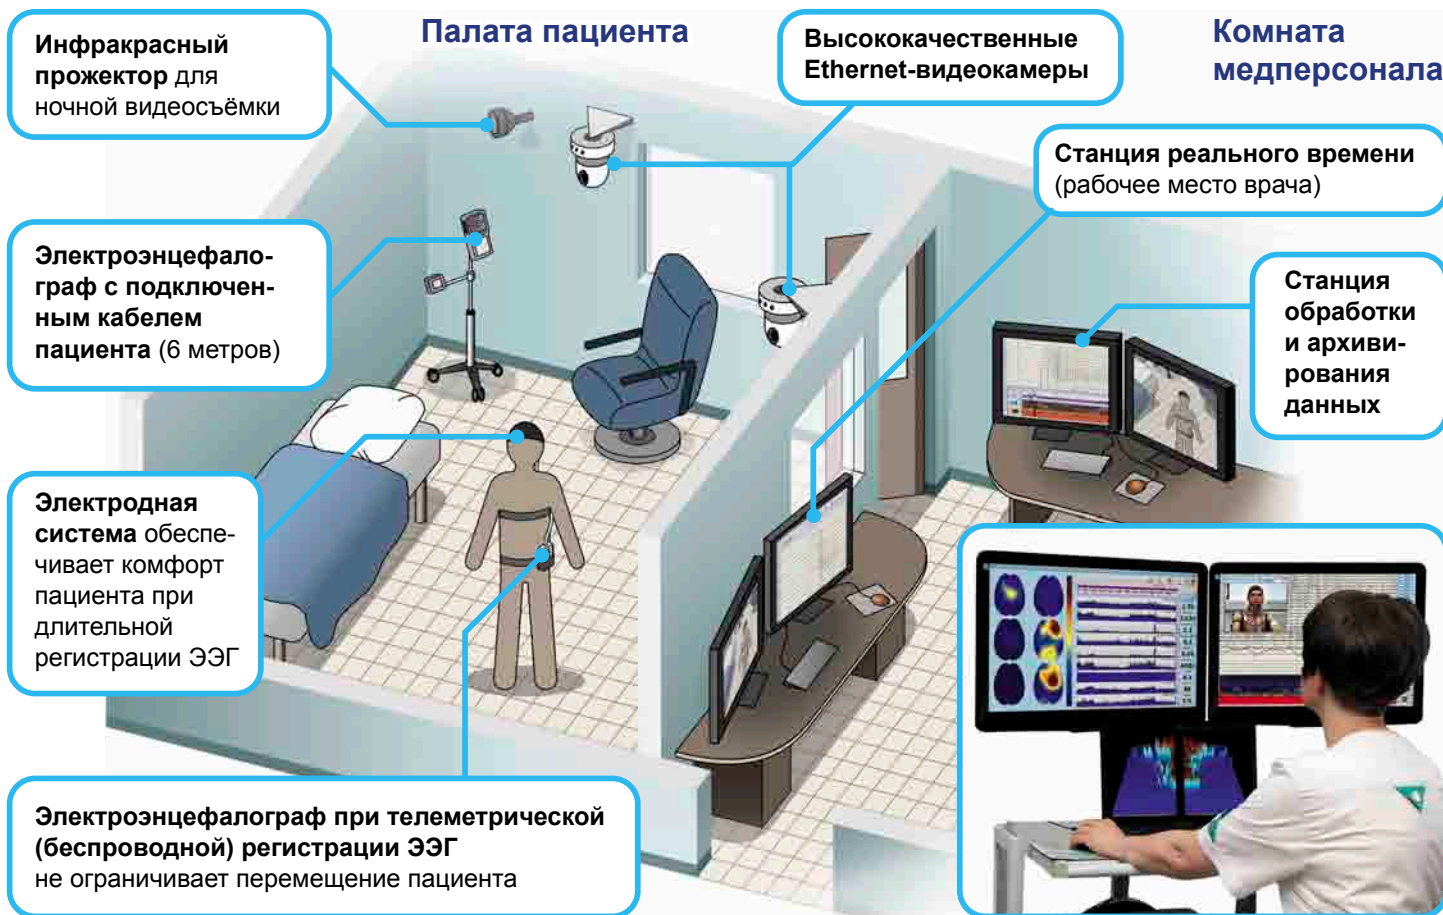 Палата пациента
Комната
медперсонала
Инфракрасный
прожектор для
ночной видеосъёмки
Высококачественные
Ethernet-видеокамеры
Станция реального времени
(рабочее место врача)
Электроэнцефало-
граф с подключен-
ным кабелем
пациента (6 метров)
Станция
обработки
и архиви-
рования
данных
Электродная
система обеспе-
чивает комфорт
пациента при
длительной
регистрации ЭЭГ
Электроэнцефалограф при телеметрической
(беспроводной) регистрации ЭЭГ
не ограничивает перемещение пациента